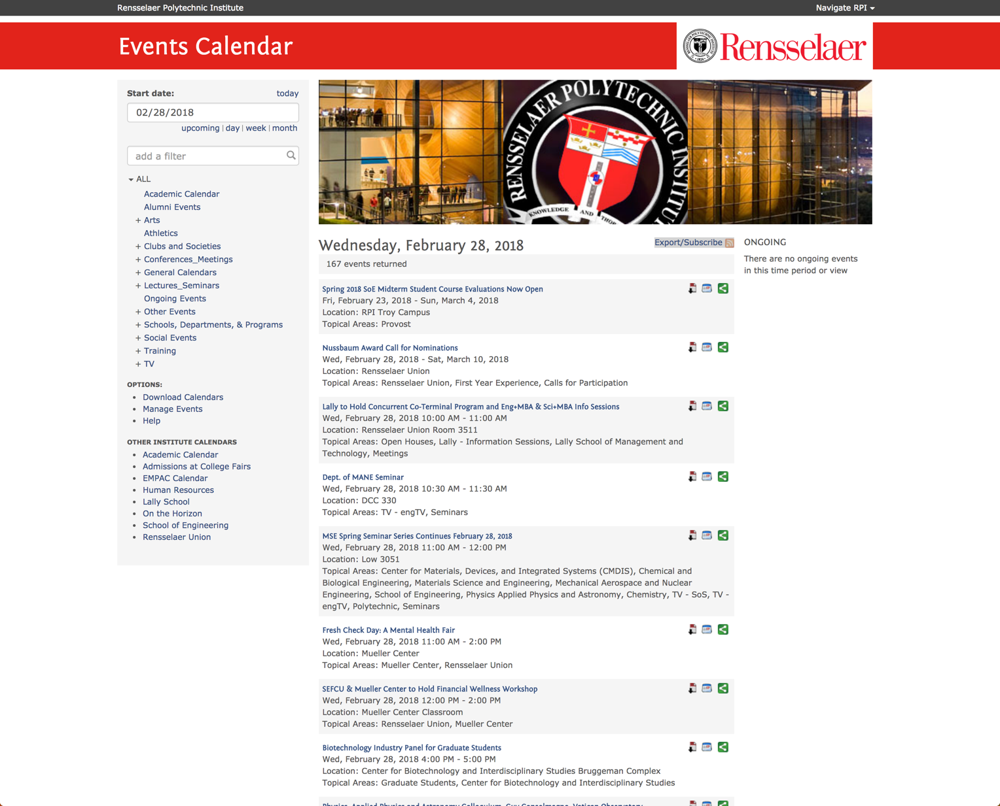 Rensselaer Polytechnic Institute
Navigate RPI
Events Calendar
Rensselaer
Start date:
today
02/28/2018
upcoming | day | week | month
add a filter
ALL
Academic Calendar
Alumni Events
+ Arts
Athletics
+ Clubs and Societies
+ Conferences_Meetings
+ General Calendars
+ Lectures_Seminars
Ongoing Events
+ Other Events
+ Schools, Departments, & Programs
+ Social Events
+ Training
+ TV
OPTIONS:
• Download Calendars
• Manage Events
• Help
OTHER INSTITUTE CALENDARS
• Academic Calendar
• Admissions at College Fairs
• EMPAC Calendar
• Human Resources
• Lally School
• On the Horizon
• School of Engineering
• Rensselaer Union
RENSSELAER POLYTECHNIC
KNOWLEDGE AND
Wednesday, February 28, 2018
Export/Subscribe
167 events returned
Spring 2018 SoE Midterm Student Course Evaluations Now Open
Fri, February 23, 2018 - Sun, March 4, 2018
Location: RPI Troy Campus
Topical Areas: Provost
Nussbaum Award Call for Nominations
Wed, February 28, 2018 - Sat, March 10, 2018
Location: Rensselaer Union
Topical Areas: Rensselaer Union, First Year Experience, Calls for Participation
Lally to Hold Concurrent Co-Terminal Program and Eng+MBA & Sci+MBA Info Sessions
Wed, February 28, 2018 10:00 AM - 11:00 AM
Location: Rensselaer Union Room 3511
Topical Areas: Open Houses, Lally - Information Sessions, Lally School of Management and
Technology, Meetings
Dept. of MANE Seminar
Wed, February 28, 2018 10:30 AM - 11:30 AM
Location: DCC 330
Topical Areas: TV - engTV, Seminars
MSE Spring Seminar Series Continues February 28, 2018
Wed, February 28, 2018 11:00 AM - 12:00 PM
Location: Low 3051
Topical Areas: Center for Materials, Devices, and Integrated Systems (CMDIS), Chemical and
Biological Engineering, Materials Science and Engineering, Mechanical Aerospace and Nuclear
Engineering, School of Engineering, Physics Applied Physics and Astronomy, Chemistry, TV - SoS, TV -
engTV, Polytechnic, Seminars
Fresh Check Day: A Mental Health Fair
Wed, February 28, 2018 11:00 AM - 2:00 PM
Location: Mueller Center
Topical Areas: Mueller Center, Rensselaer Union
SEFCU & Mueller Center to Hold Financial Wellness Workshop
Wed, February 28, 2018 12:00 PM - 2:00 PM
Location: Mueller Center Classroom
Topical Areas: Rensselaer Union, Mueller Center
Biotechnology Industry Panel for Graduate Students
Wed, February 28, 2018 4:00 PM - 5:00 PM
Location: Center for Biotechnology and Interdisciplinary Studies Bruggeman Complex
Topical Areas: Graduate Students, Center for Biotechnology and Interdisciplinary Studies
ONGOING
There are no ongoing events
in this time period or view